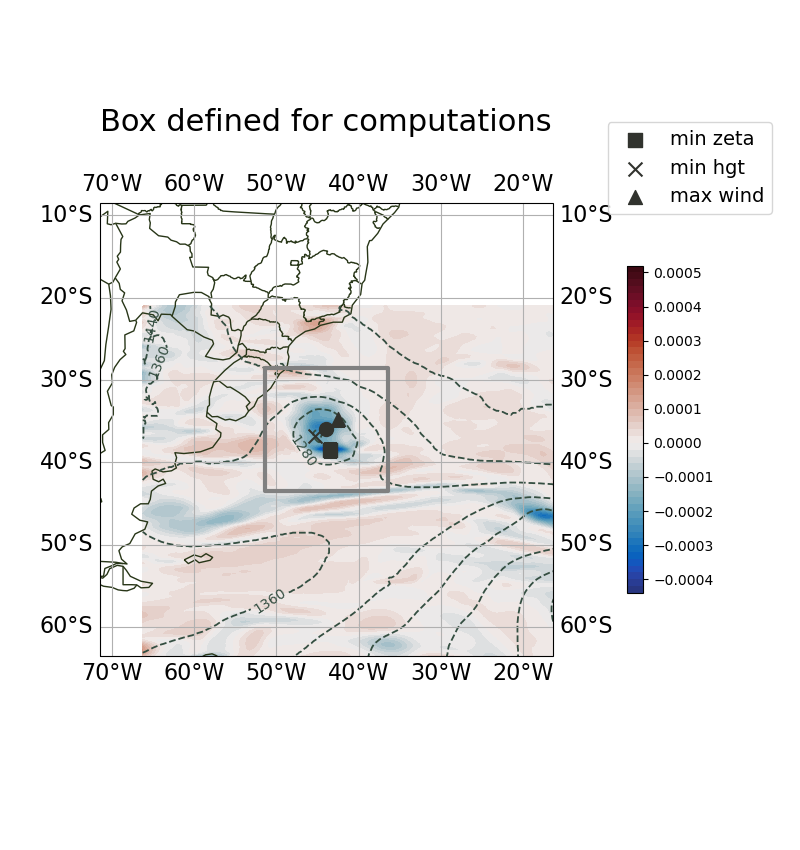 Box defined for computations
min zeta
min hgt
max wind
70°W 60°W 50°W 40°W 30°W 20°W
10°S 10°S
20°S 20°S
30°S 30°S
40°S 40°S
50°S 50°S
60°S 60°S
70°W 60°W 50°W 40°W 30°W 20°W
1440
1360
1280
1360
0.0005
0.0004
0.0003
0.0002
0.0001
0.0000
−0.0001
−0.0002
−0.0003
−0.0004